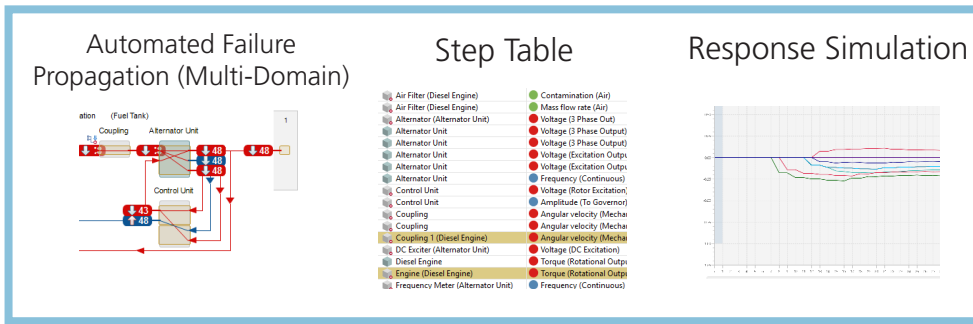 Automated Failure
Propagation (Multi-Domain)
Step Table
Response Simulation
ation (Fuel Tank)
Coupling Alternator Unit
1
48 48
48
48
Control Unit
43
48
Air Filter (Diesel Engine) Contamination (Air)
Air Filter (Diesel Engine) Mass flow rate (Air)
Alternator (Alternator Unit) Voltage (3 Phase Out)
Alternator Unit Voltage (3 Phase Output)
Alternator Unit Voltage (3 Phase Output)
Alternator Unit Voltage (Excitation Outpu
Alternator Unit Voltage (Excitation Outpu
Alternator Unit Frequency (Continuous)
Control Unit Voltage (Rotor Excitation)
Control Unit Amplitude (To Governor)
Coupling Angular velocity (Mechar
Coupling Angular velocity (Mechar
Coupling 1 (Diesel Engine) Angular velocity (Mechar
DC Exciter (Alternator Unit) Voltage (DC Excitation)
Diesel Engine Torque (Rotational Outpu
Engine (Diesel Engine) Torque (Rotational Outpu
Frequency Meter (Alternator Unit) Frequency (Continuous)